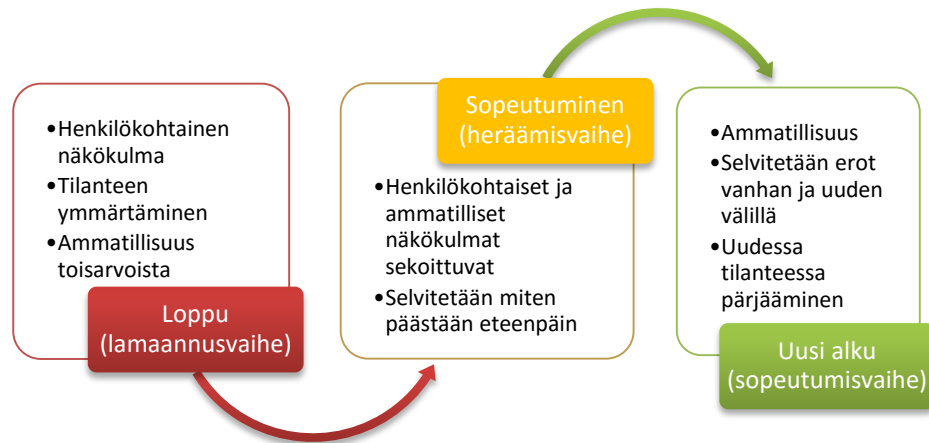 •Henkilökohtainen
näkökulma
•Tilanteen
ymmärtäminen
•Ammatillisuus
toisarvoista
Loppu
(lamaannusvaihe)
Sopeutuminen
(heräämisvaihe)
•Henkilökohtaiset ja
ammatilliset
näkökulmat
sekoittuvat
•Selvitetään miten
päästään eteenpäin
•Ammatillisuus
•Selvitetään erot
vanhan ja uuden
välillä
•Uudessa
tilanteessa
pärjääminen
Uusi alku
(sopeutumisvaihe)